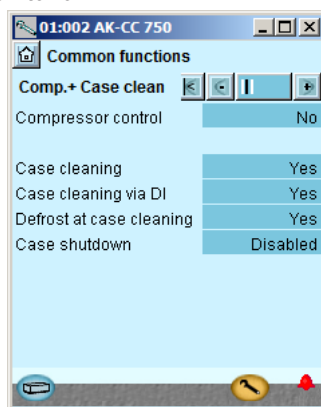 01:002 AK-CC 750
Common functions
Comp.+ Case clean
Compressor control No
Case cleaning Yes
Case cleaning via DI Yes
Defrost at case cleaning Yes
Case shutdown Disabled